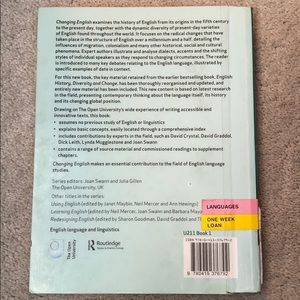 Changing English examines the history of English from its origins in the fifth century
to the present day, together with the dynamic diversity of present-day varieties
of English found throughout the world. It focuses on the radical changes that have
taken place in the structure of English over a millennium and a half, detailing the
influences of migration, colonialism and many other historical, social and cultural
phenomena. Expert authors illustrate and analyse dialects, accents and the shifting
styles of individual speakers as they respond to changing circumstances. The reader
is introduced to many key debates relating to the English language, illustrated by
specific examples of data in context.
For this new book, the key material retained from the earlier bestselling book, English
History, Diversity and Change, has been thoroughly reorganised and updated, and
entirely new material has been included. This new content is based on latest research
in the field, presenting contemporary thinking about the language itself, its history
and its changing global position.
Drawing on The Open University's wide experience of writing accessible and
innovative texts, this book:
• assumes no previous study of English or linguistics
• explains basic concepts, easily located through a comprehensive index
• includes contributions by experts in the field, such as David Crystal, David Graddol,
Dick Leith, Lynda Mugglestone and Joan Swann
• contains a range of source material and commissioned readings to supplement
chapters.
Changing English makes an essential contribution to the field of English language
studies.
Series editors: Joan Swann and Julia Gillen
The Open University, UK
Other titles in the series:
Using English (edited by Janet Maybin, Neil Mercer and Ann Hewings)
Learning English (edited by Neil Mercer, Joan Swann and Barbara Maya
Redesigning English (edited by Sharon Goodman, David Graddol and Th
English language and linguistics
LANGUAGES
ONE WEEK
LOAN
The Open
University
Routledge
Taylor & Francis Group
U211 Book 1
9 780415 376792